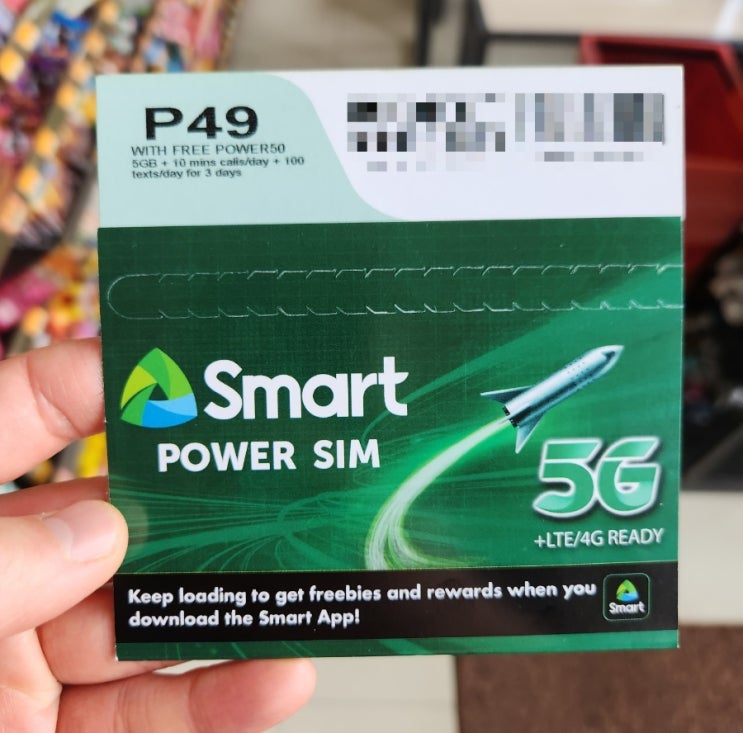 P49
WITH FREE POWER50
5GB + 10 mins calls/day + 100
texts/day for 3 days
Smart
POWER SIM
5G
+LTE/4G READY
Keep loading to get freebies and rewards when you
download the Smart App!
Smart